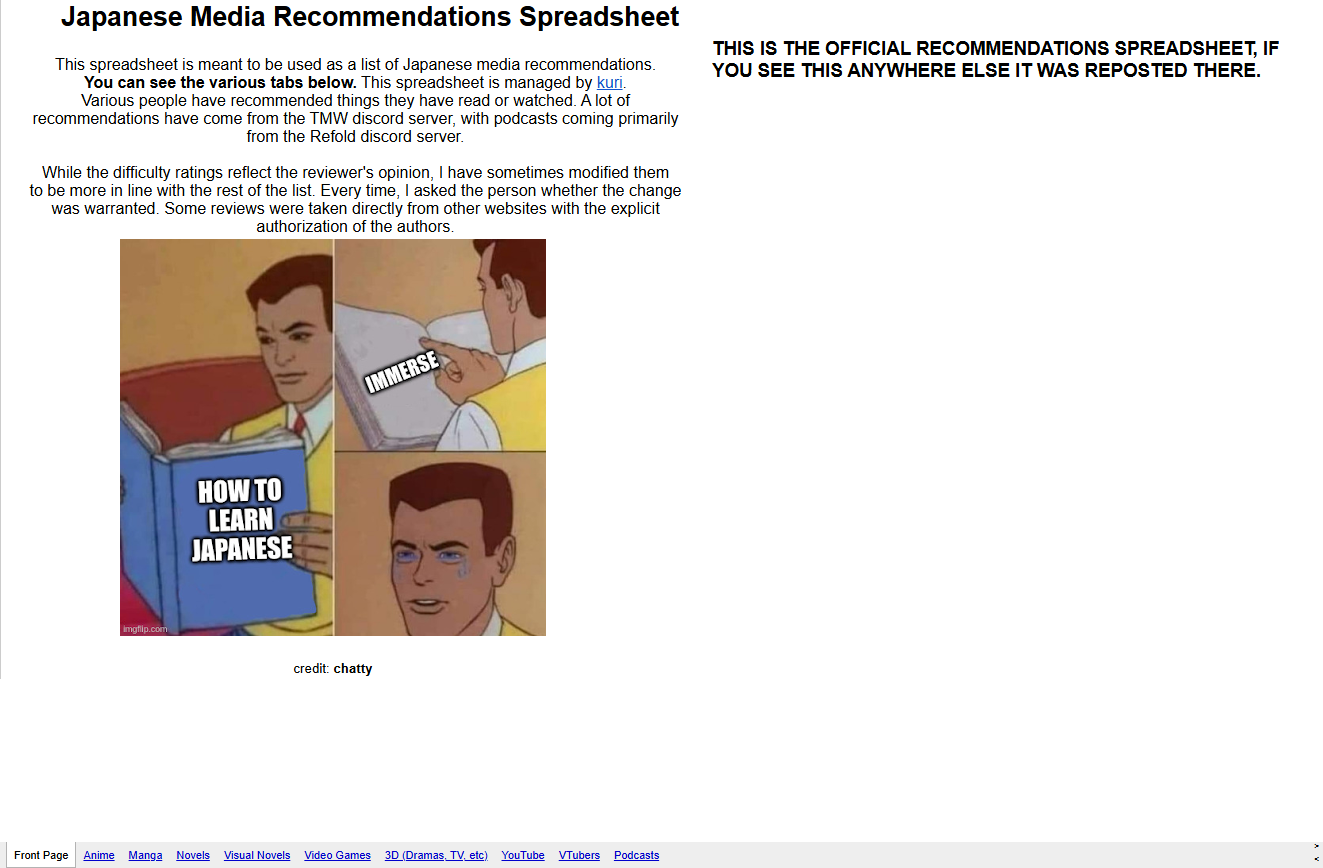 Japanese Media Recommendations Spreadsheet
This spreadsheet is meant to be used as a list of Japanese media recommendations.
You can see the various tabs below. This spreadsheet is managed by kuri.
Various people have recommended things they have read or watched. A lot of
recommendations have come from the TMW discord server, with podcasts coming primarily
from the Refold discord server.
While the difficulty ratings reflect the reviewer's opinion, I have sometimes modified them
to be more in line with the rest of the list. Every time, I asked the person whether the change
was warranted. Some reviews were taken directly from other websites with the explicit
authorization of the authors.
THIS IS THE OFFICIAL RECOMMENDATIONS SPREADSHEET, IF
YOU SEE THIS ANYWHERE ELSE IT WAS REPOSTED THERE.
IMMERSE
HOW TO
LEARN
JAPANESE
imgflip.com
credit: chatty
Front Page Anime Manga Novels Visual Novels Video Games 3D (Dramas, TV, etc) YouTube VTubers Podcasts